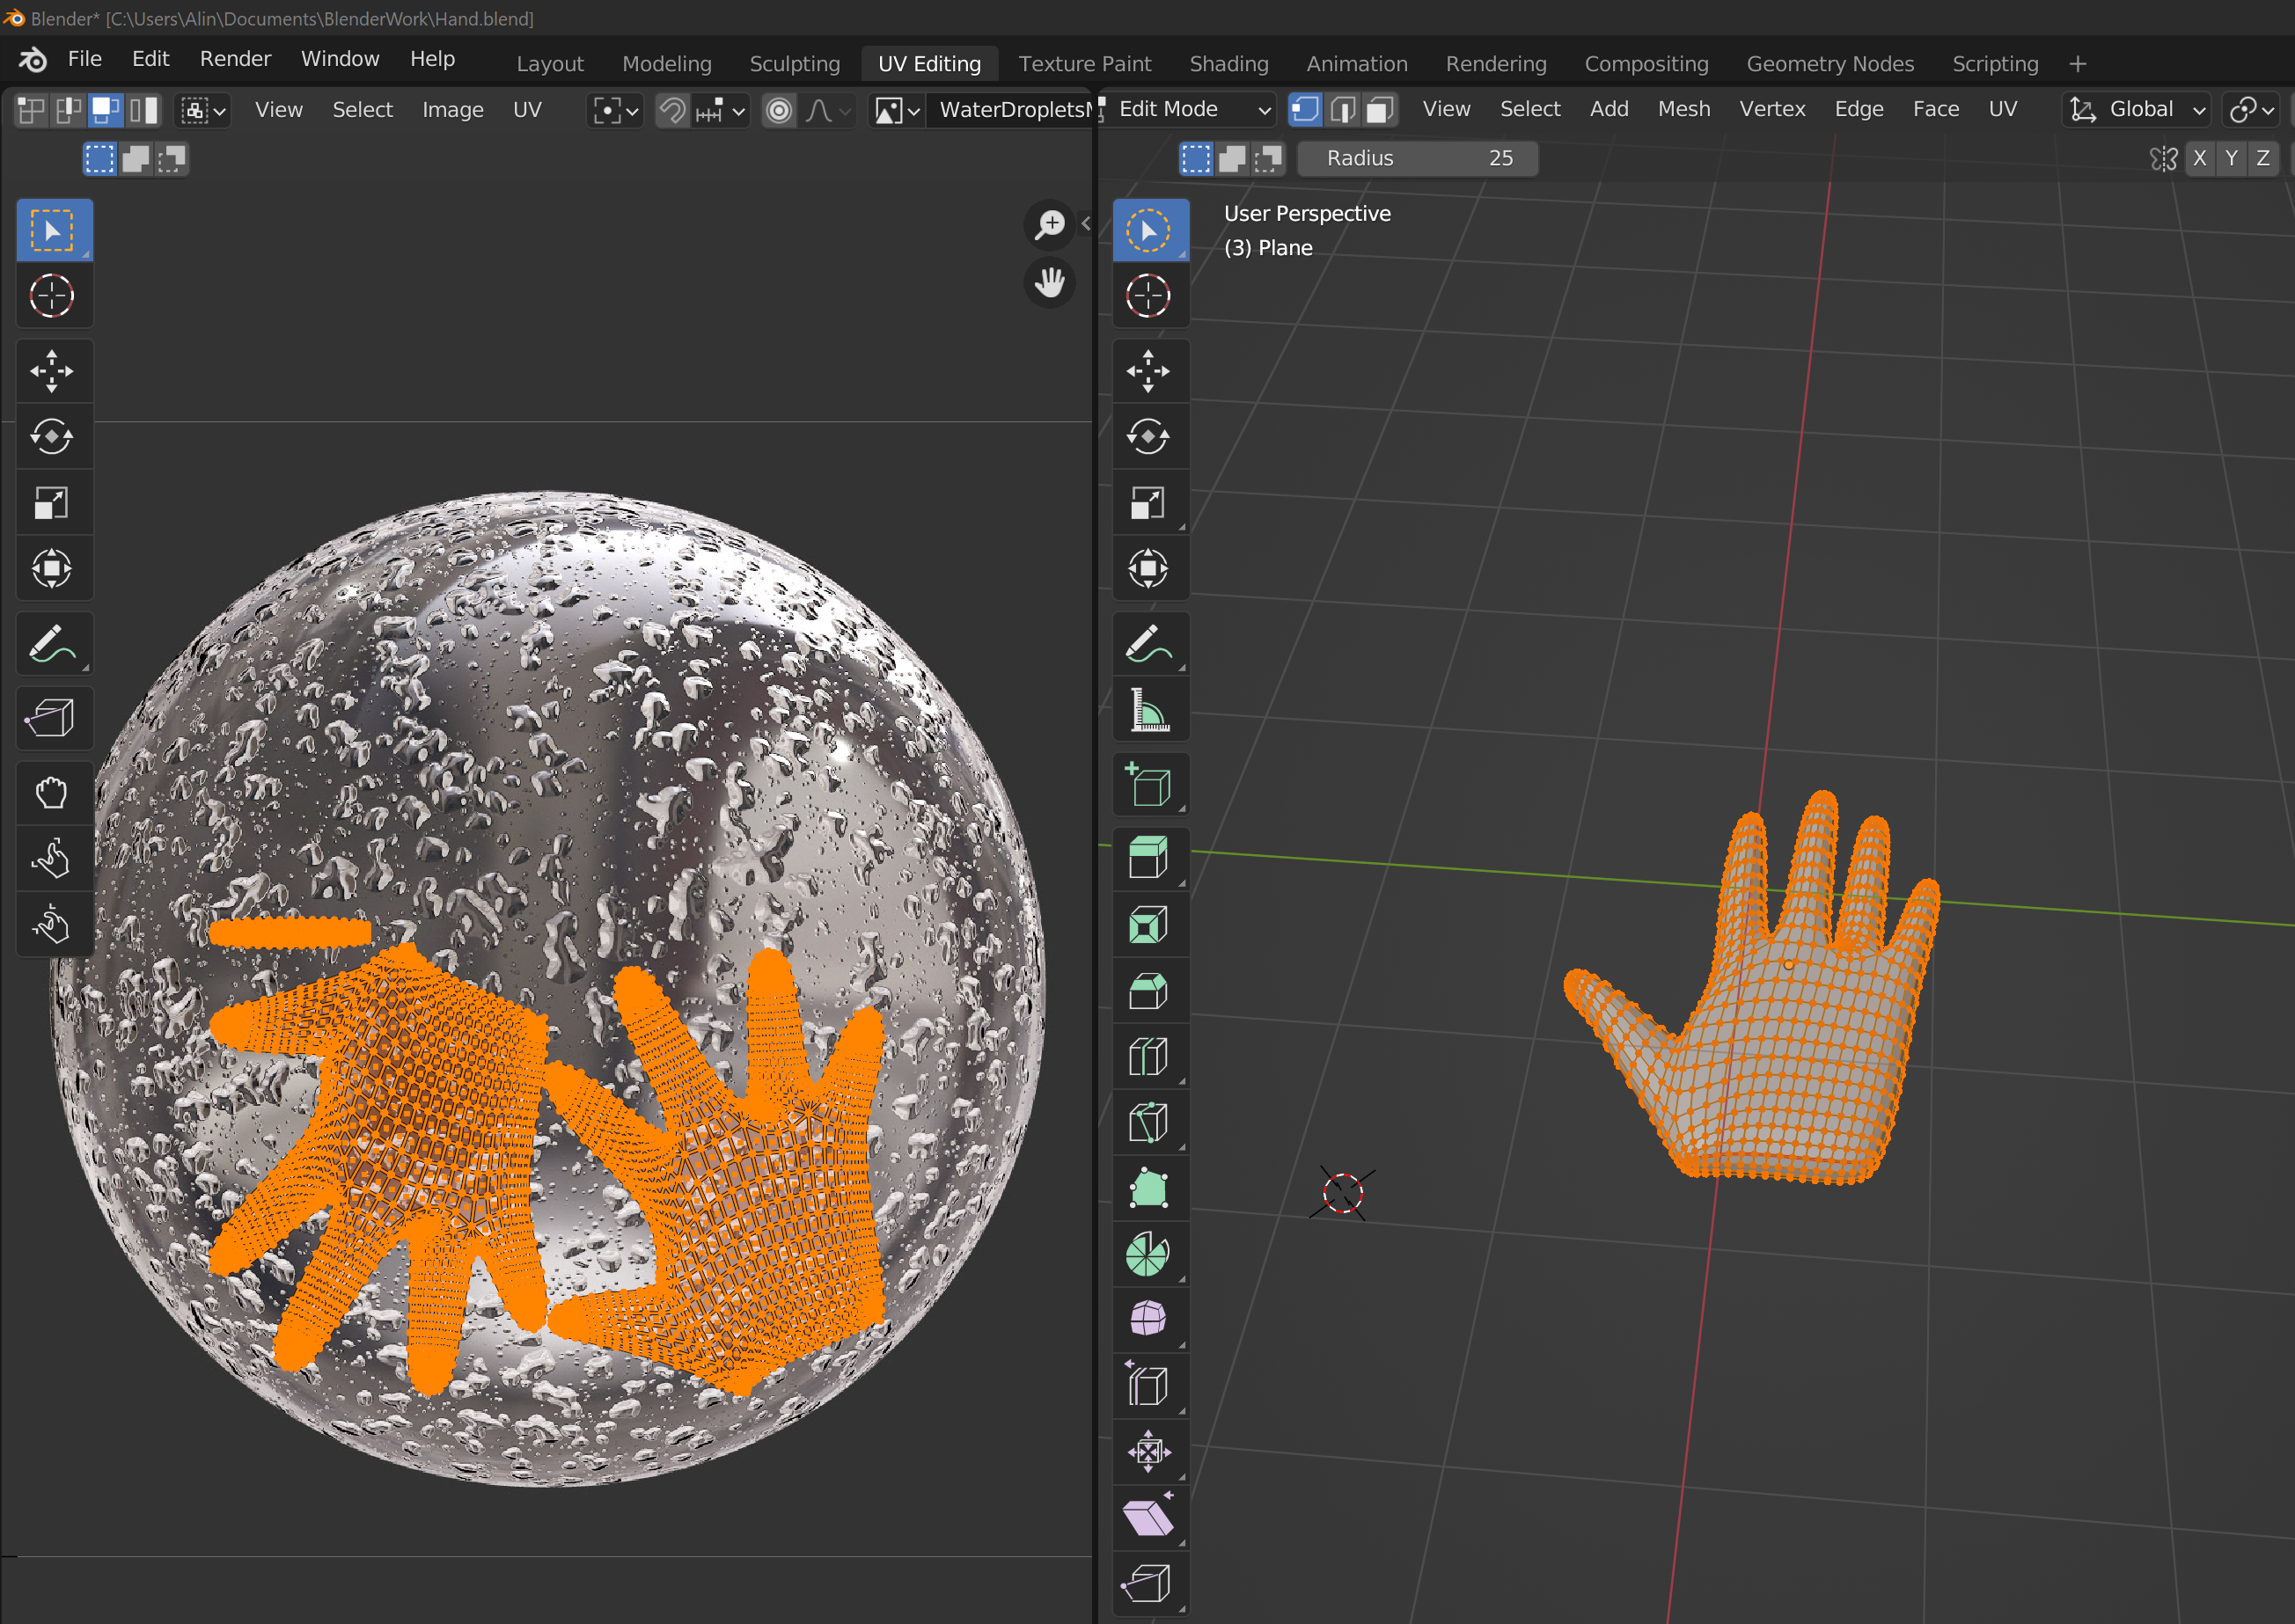 Blender* [C:\Users\Alin\Documents\BlenderWork\Hand.blend]
File Edit Render Window Help Layout Modeling Sculpting UV Editing Texture Paint Shading Animation Rendering Compositing Geometry Nodes Scripting +
View Select Image UV WaterDropletsM
Edit Mode View Select Add Mesh Vertex Edge Face UV Global
Radius 25 X Y Z
User Perspective
(3) Plane